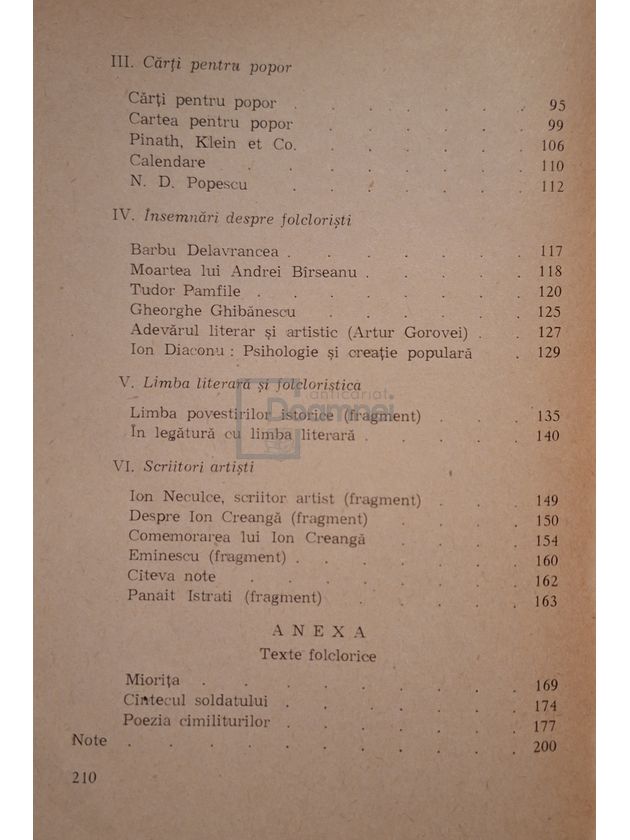 III. Cărți pentru popor
Cărți pentru popor . . . . . . 95
Cartea pentru popor . . . . . 99
Pinath, Klein et Co. . . . . . 106
Calendare . . . . . . . 110
N. D. Popescu . . . . . . 112
IV. Însemnări despre folcloriști
Barbu Delavrancea . . . . . . 117
Moartea lui Andrei Bîrseanu . . . . 118
Tudor Pamfile . . . . . . . 120
Gheorghe Ghibănescu . . . . . 125
Adevărul literar și artistic (Artur Gorovei) . . 127
Ion Diaconu : Psihologie și creație populară . 129
V. Limba literară și folcloristica
Limba povestirilor istorice (fragment) . . . 135
În legătură cu limba literară . . . . 140
VI. Scriitori artiști
Ion Neculce, scriitor artist (fragment) . . . 149
Despre Ion Creangă (fragment) . . . . 150
Comemorarea lui Ion Creangă . . . . 154
Eminescu (fragment) . . . . . . 160
Cîteva note . . . . . . . 162
Panait Istrati (fragment) . . . . . 163
ANEXA
Texte folclorice
Miorița . . . . . . . . 169
Cîntecul soldatului . . . . . . 174
Poezia cimiliturilor . . . . . . 177
Note . . . . . . . . . . 200
210
anticariat
Doamnei